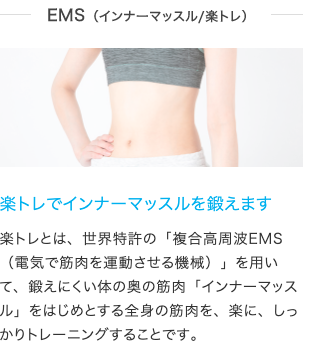 EMS（インナーマッスル/楽トレ）
楽トレでインナーマッスルを鍛えます
楽トレとは、世界特許の「複合高周波EMS
（電気で筋肉を運動させる機械）」を用い
て、鍛えにくい体の奥の筋肉「インナーマッス
ル」をはじめとする全身の筋肉を、楽に、しっ
かりトレーニングすることです。